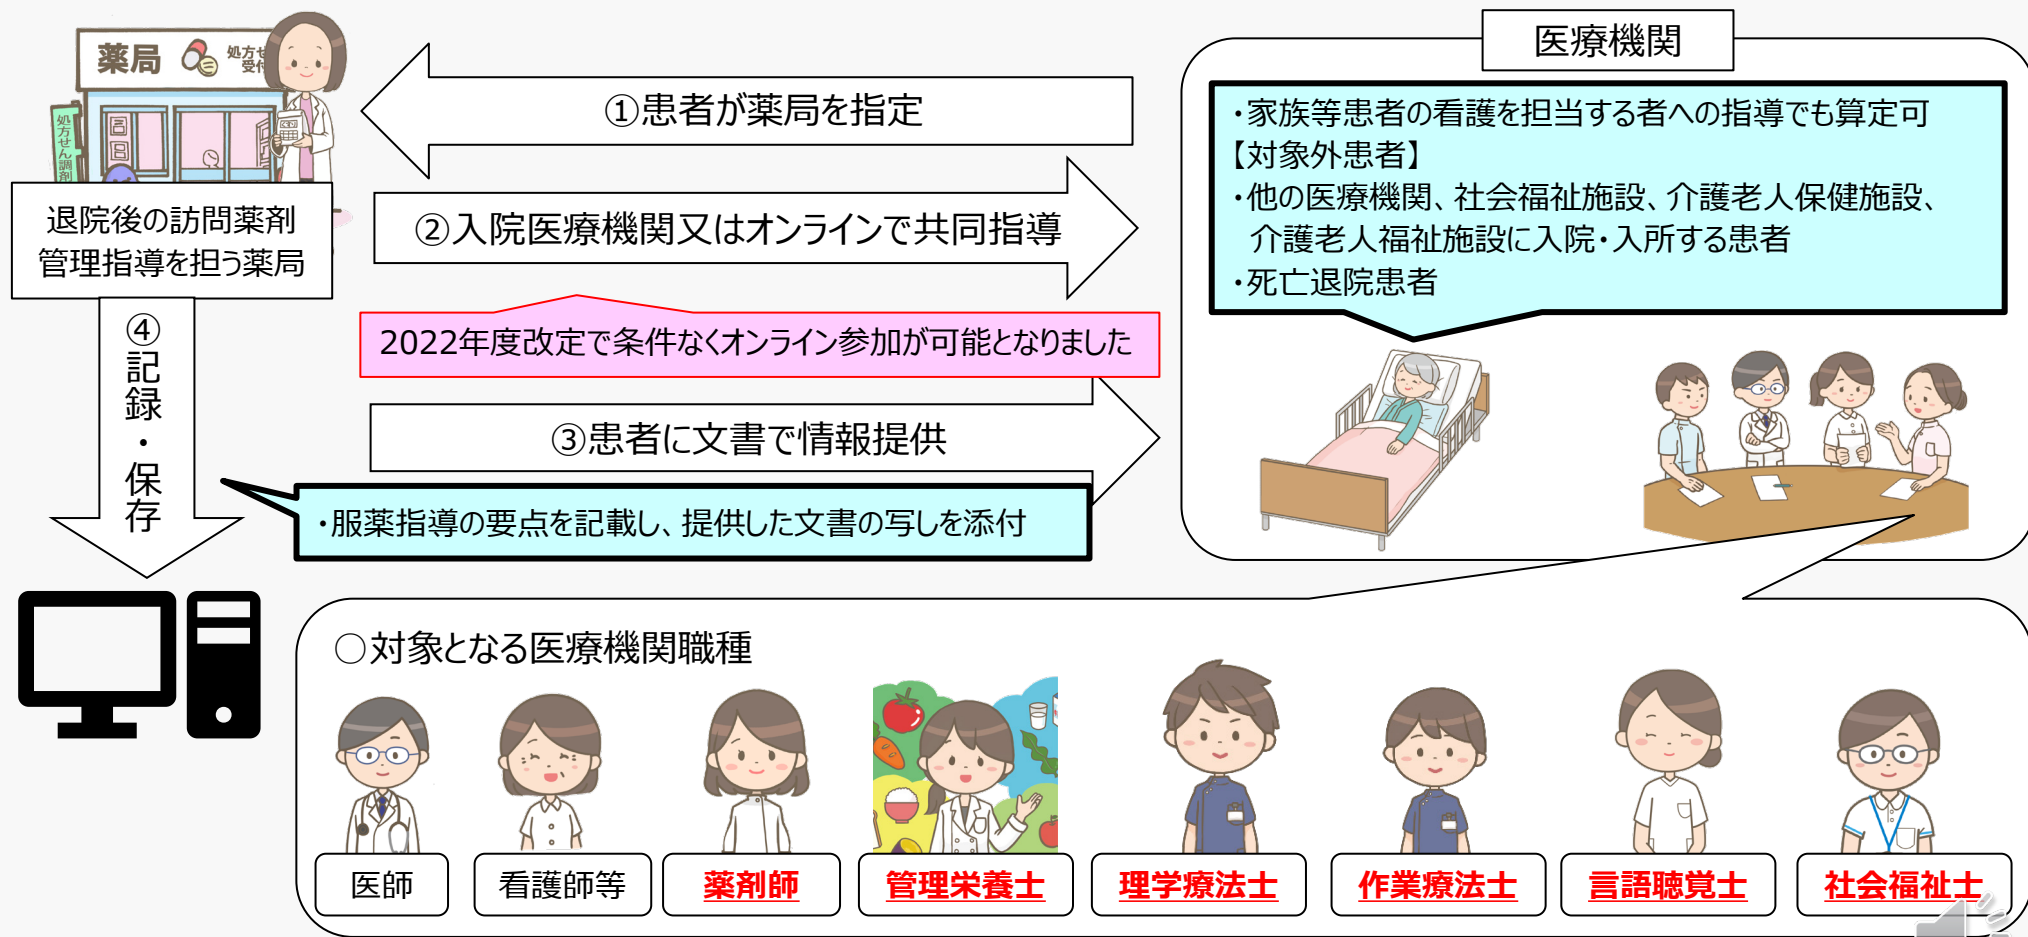 薬局
処方せ
受付
処方せん調剤
退院後の訪問薬剤
管理指導を担う薬局
①患者が薬局を指定
②入院医療機関又はオンラインで共同指導
2022年度改定で条件なくオンライン参加が可能となりました
③患者に文書で情報提供
④記録・保存
・服薬指導の要点を記載し、提供した文書の写しを添付
医療機関
・家族等患者の看護を担当する者への指導でも算定可
【対象外患者】
・他の医療機関、社会福祉施設、介護老人保健施設、
介護老人福祉施設に入院・入所する患者
・死亡退院患者
○対象となる医療機関職種
医師
看護師等
薬剤師
管理栄養士
理学療法士
作業療法士
言語聴覚士
社会福祉士